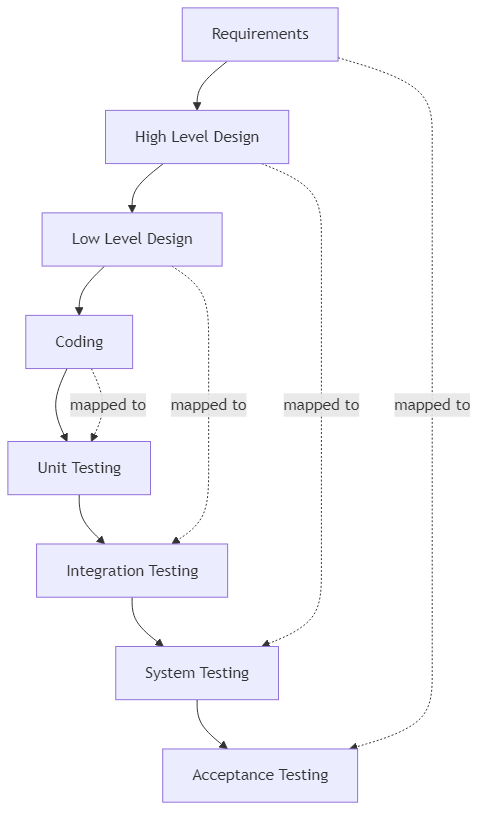 Requirements
High Level Design
Low Level Design
Coding
mapped to
mapped to
mapped to
mapped to
Unit Testing
Integration Testing
System Testing
Acceptance Testing